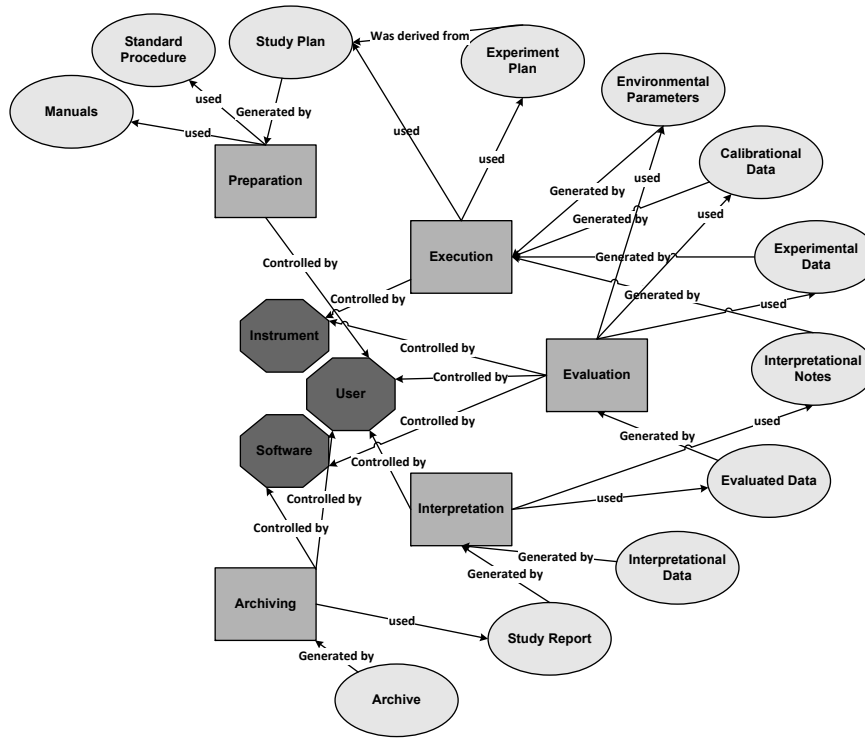 Standard
Procedure
Study Plan
Was derived from
Experiment
Plan
Environmental
Parameters
Manuals
used
used
Generated by
used
used
used
Calibrational
Data
Preparation
Generated by
used
Generated by
Experimental
Data
Controlled by
Execution
Generated by
Controlled by
Generated by
used
Instrument
Controlled by
Evaluation
Interpretational
Notes
User
Controlled by
Controlled by
used
Generated by
Software
Controlled by
Evaluated Data
Controlled by
Interpretation
used
Controlled by
Generated by
Interpretational
Data
Generated by
Archiving
used
Study Report
Generated by
Archive